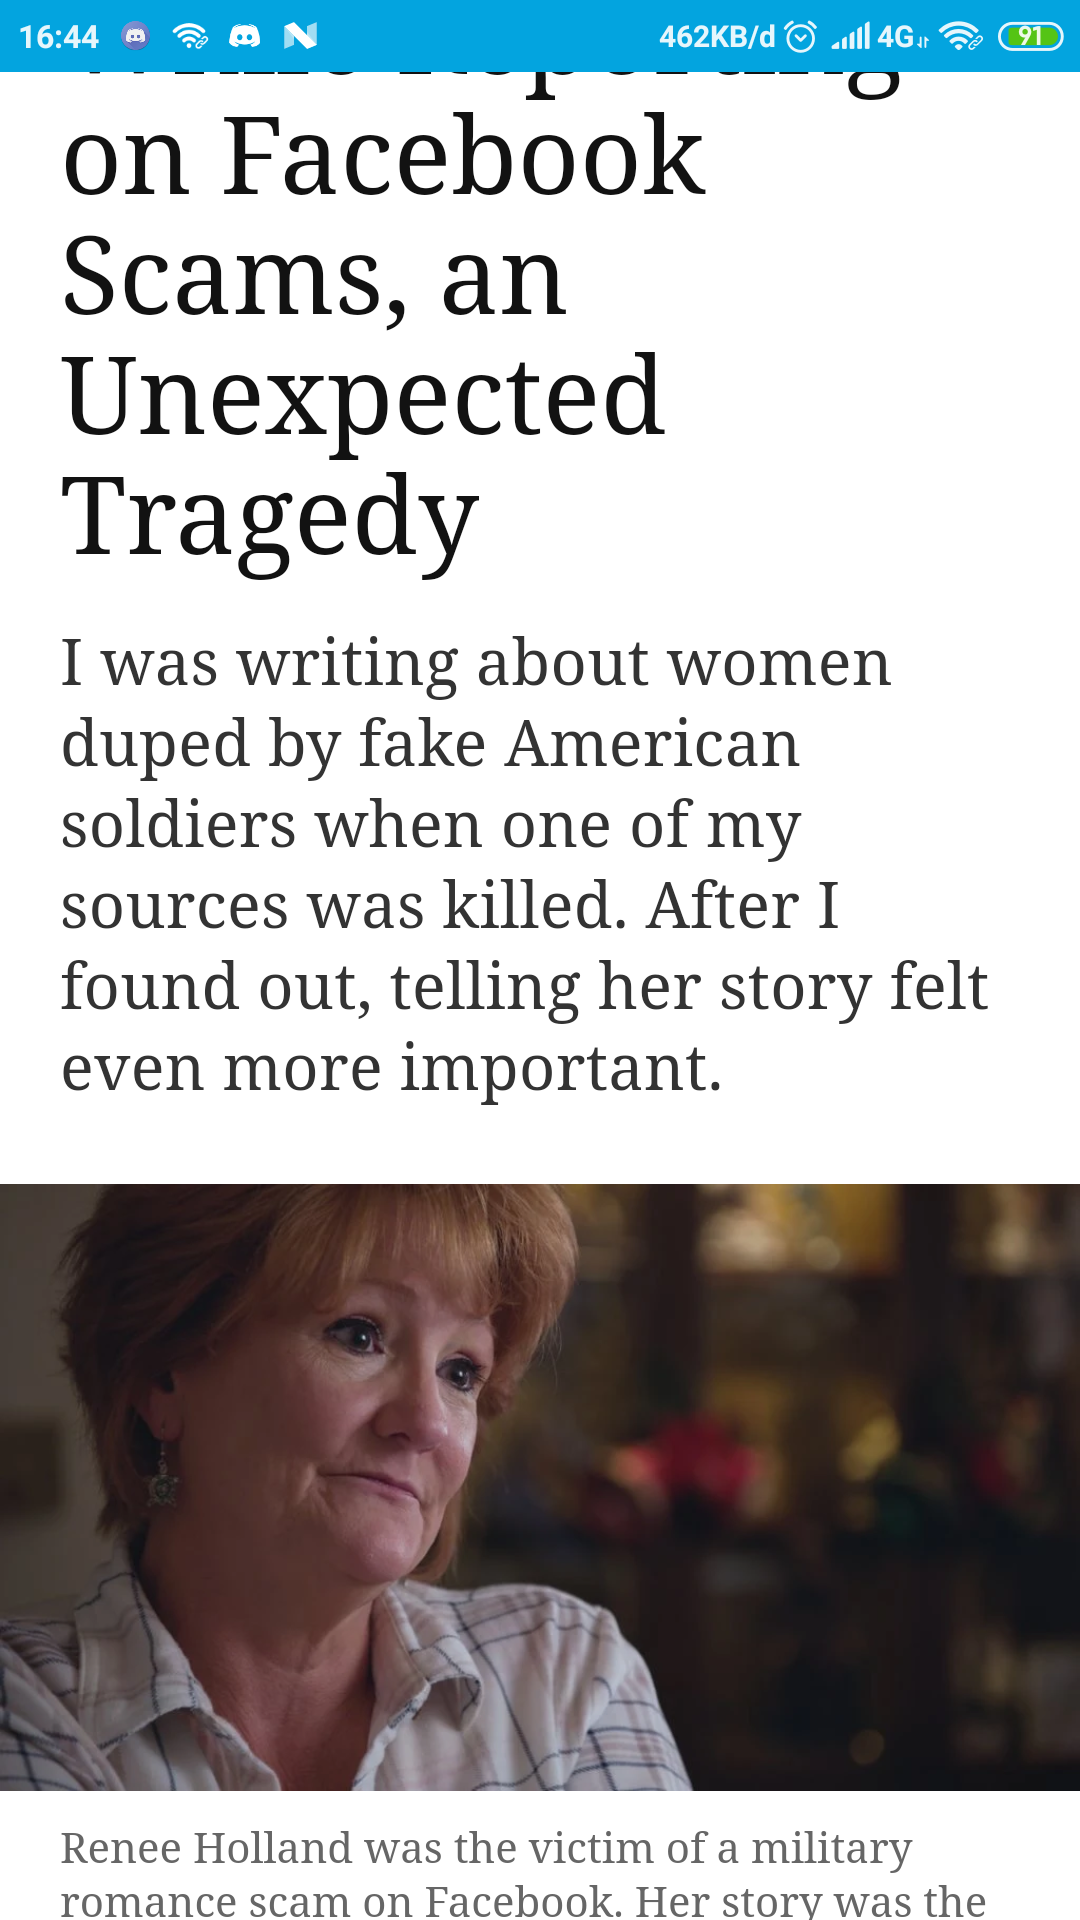 16:44 462KB/d 4G 91
While Reporting
on Facebook
Scams, an
Unexpected
Tragedy
I was writing about women
duped by fake American
soldiers when one of my
sources was killed. After I
found out, telling her story felt
even more important.
Renee Holland was the victim of a military
romance scam on Facebook. Her story was the